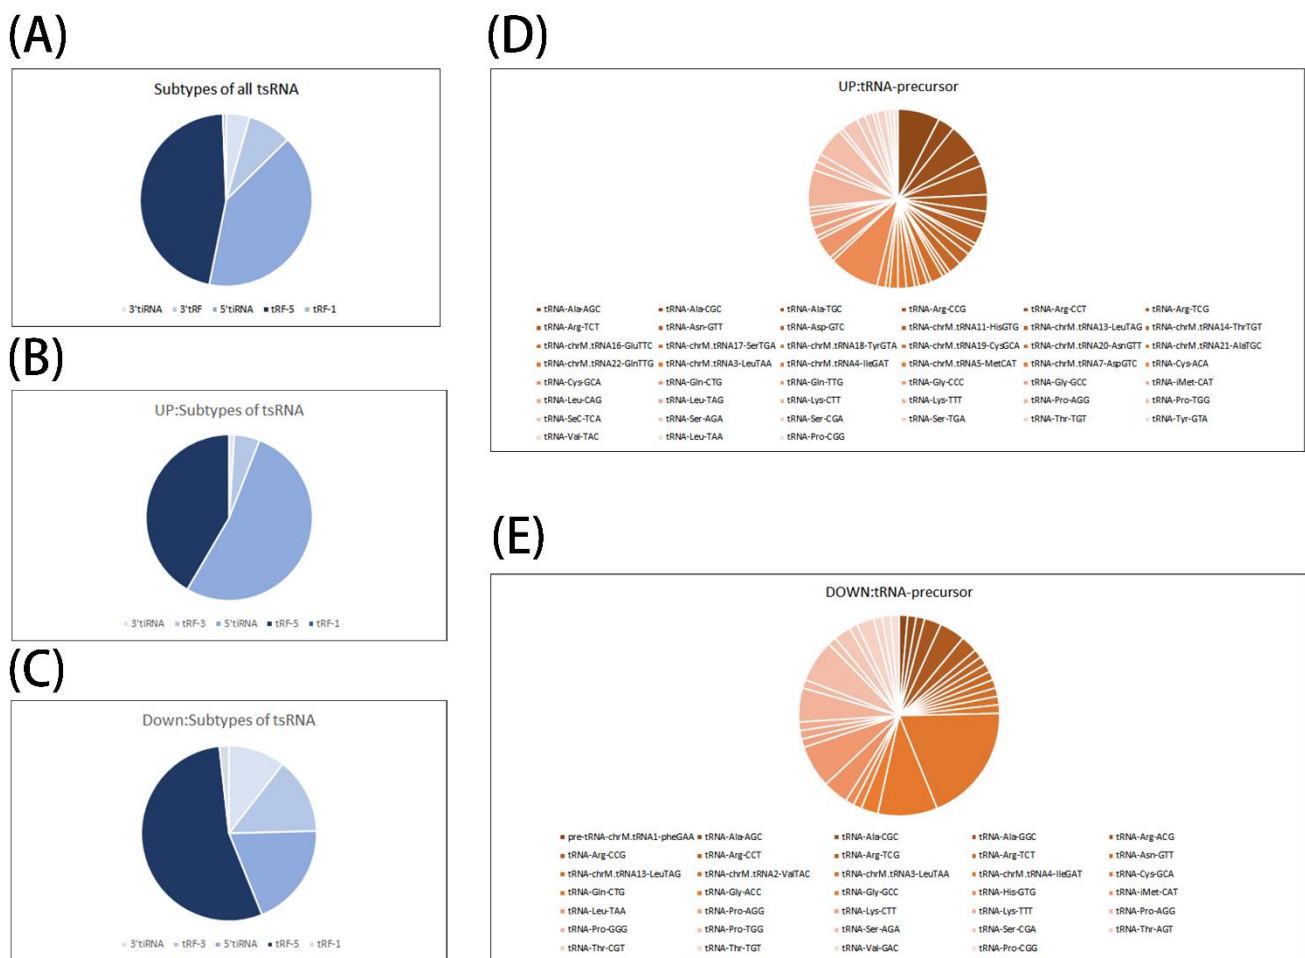 (A)
Subtypes of all tsRNA
3'tiRNA 3'tRF 5'tiRNA tRF-5 tRF-1
(B)
UP:Subtypes of tsRNA
3'tiRNA tRF-3 5'tiRNA tRF-5 tRF-1
(C)
Down:Subtypes of tsRNA
3'tiRNA tRF-3 5'tiRNA tRF-5 tRF-1
(D)
UP:tRNA-precursor
tRNA-Ala-AGC tRNA-Ala-CGC tRNA-Ala-TGC tRNA-Arg-CCG tRNA-Arg-CCT tRNA-Arg-TCG
tRNA-Arg-TCT tRNA-Asn-GTT tRNA-Asp-GTC tRNA-chrM.tRNA11-HisGTG tRNA-chrM.tRNA13-LeuTAG tRNA-chrM.tRNA14-ThrTGT
tRNA-chrM.tRNA16-GluTTC tRNA-chrM.tRNA17-SerTGA tRNA-chrM.tRNA18-TyrGTA tRNA-chrM.tRNA19-CysGCA tRNA-chrM.tRNA20-AsnGTT tRNA-chrM.tRNA21-AlaTGC
tRNA-chrM.tRNA22-GlnTTG tRNA-chrM.tRNA3-LeuTAA tRNA-chrM.tRNA4-IleGAT tRNA-chrM.tRNA5-MetCAT tRNA-chrM.tRNA7-AspGTC tRNA-Cys-ACA
tRNA-Cys-GCA tRNA-Gln-CTG tRNA-Gln-TTG tRNA-Gly-CCC tRNA-Gly-GCC tRNA-iMet-CAT
tRNA-Leu-CAG tRNA-Leu-TAG tRNA-Lys-CTT tRNA-Lys-TTT tRNA-Pro-AGG tRNA-Pro-TGG
tRNA-SeC-TCA tRNA-Ser-AGA tRNA-Ser-CGA tRNA-Ser-TGA tRNA-Thr-TGT tRNA-Tyr-GTA
tRNA-Val-TAC tRNA-Leu-TAA tRNA-Pro-CGG
(E)
DOWN:tRNA-precursor
pre-tRNA-chrM.tRNA1-pheGAA tRNA-Ala-AGC tRNA-Ala-CGC tRNA-Ala-GGC tRNA-Arg-ACG
tRNA-Arg-CCG tRNA-Arg-CCT tRNA-Arg-TCG tRNA-Arg-TCT tRNA-Asn-GTT
tRNA-chrM.tRNA13-LeuTAG tRNA-chrM.tRNA2-ValTAC tRNA-chrM.tRNA3-LeuTAA tRNA-chrM.tRNA4-IleGAT tRNA-Cys-GCA
tRNA-Gln-CTG tRNA-Gly-ACC tRNA-Gly-GCC tRNA-His-GTG tRNA-iMet-CAT
tRNA-Leu-TAA tRNA-Pro-AGG tRNA-Lys-CTT tRNA-Lys-TTT tRNA-Pro-AGG
tRNA-Pro-GGG tRNA-Pro-TGG tRNA-Ser-AGA tRNA-Ser-CGA tRNA-Thr-AGT
tRNA-Thr-CGT tRNA-Thr-TGT tRNA-Val-GAC tRNA-Pro-CGG